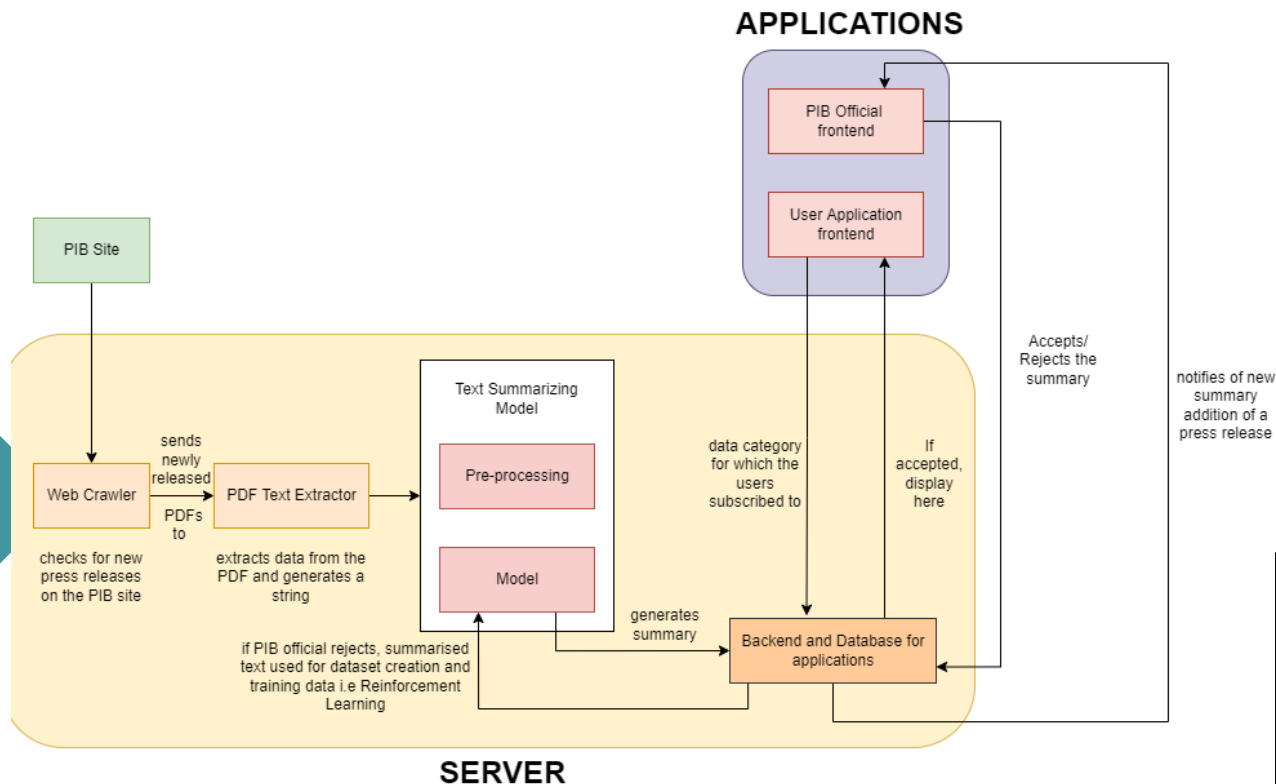 APPLICATIONS
PIB Official
frontend
User Application
frontend
PIB Site
Accepts/
Rejects the
summary
notifies of new
summary
addition of a
press release
Text Summarizing
Model
Pre-processing
Model
data category
for which the
users
subscribed to
If
accepted,
display
here
sends
newly
released
PDFs
to
Web Crawler
PDF Text Extractor
checks for new
press releases
on the PIB site
extracts data from the
PDF and generates a
string
generates
summary
Backend and Database for
applications
if PIB official rejects, summarised
text used for dataset creation and
training data i.e Reinforcement
Learning
SERVER